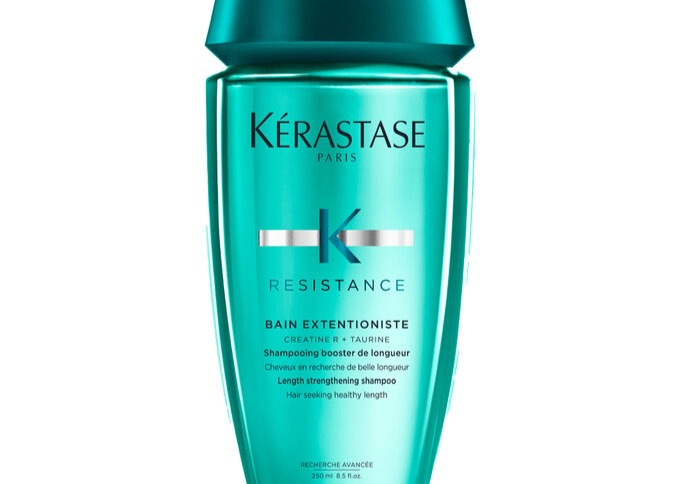 KÉRASTASE
PARIS
K
RESISTANCE
BAIN EXTENTIONISTE
CREATINE R + TAURINE
Shampooing booster de longueur
Cheveux en recherche de belle longueur
Length strengthening shampoo
Hair seeking healthy length
RECHERCHE AVANCÉE
250 ml 8.5 fl.oz.